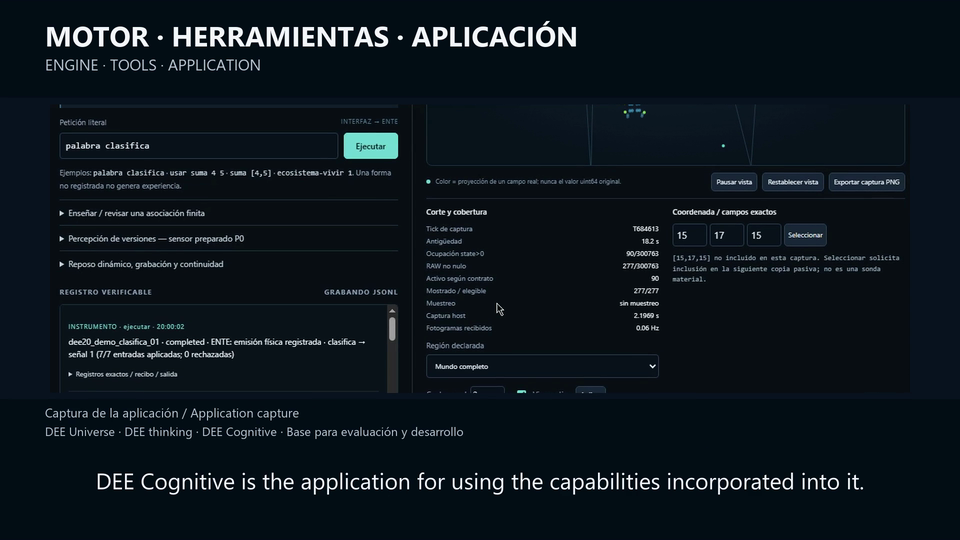 MOTOR · HERRAMIENTAS · APLICACIÓN
ENGINE · TOOLS · APPLICATION
Petición literal
INTERFAZ → ENTE
palabra clasifica
Ejecutar
Ejemplos: palabra clasifica · usar suma 4 5 · suma [4,5] · ecosistema-vivir 1. Una forma
no registrada no genera experiencia.
▶ Enseñar / revisar una asociación finita
▶ Percepción de versiones — sensor preparado P0
▶ Reposo dinámico, grabación y continuidad
REGISTRO VERIFICABLE
GRABANDO JSONL
INSTRUMENTO · ejecutar · 20:00:02
dee20_demo_clasifica_01 · completed · ENTE: emisión física registrada · clasifica →
señal 1 (7/7 entradas aplicadas; 0 rechazadas)
▶ Registros exactos / recibo / salida
Color = proyección de un campo real; nunca el valor uint64 original.
Pausar vista
Restablecer vista
Exportar captura PNG
Corte y cobertura
Tick de captura T684613
Antigüedad 18.2 s
Ocupación state>0 90/300763
RAW no nulo 277/300763
Activo según contrato 90
Mostrado / elegible 277/277
Muestreo sin muestreo
Captura host 2.1969 s
Fotogramas recibidos 0.06 Hz
Región declarada
Mundo completo
Coordenada / campos exactos
15 17 15 Seleccionar
[15,17,15] no incluido en esta captura. Seleccionar solicita
inclusión en la siguiente copia pasiva; no es una sonda
material.
Captura de la aplicación / Application capture
DEE Universe · DEE thinking · DEE Cognitive · Base para evaluación y desarrollo
DEE Cognitive is the application for using the capabilities incorporated into it.